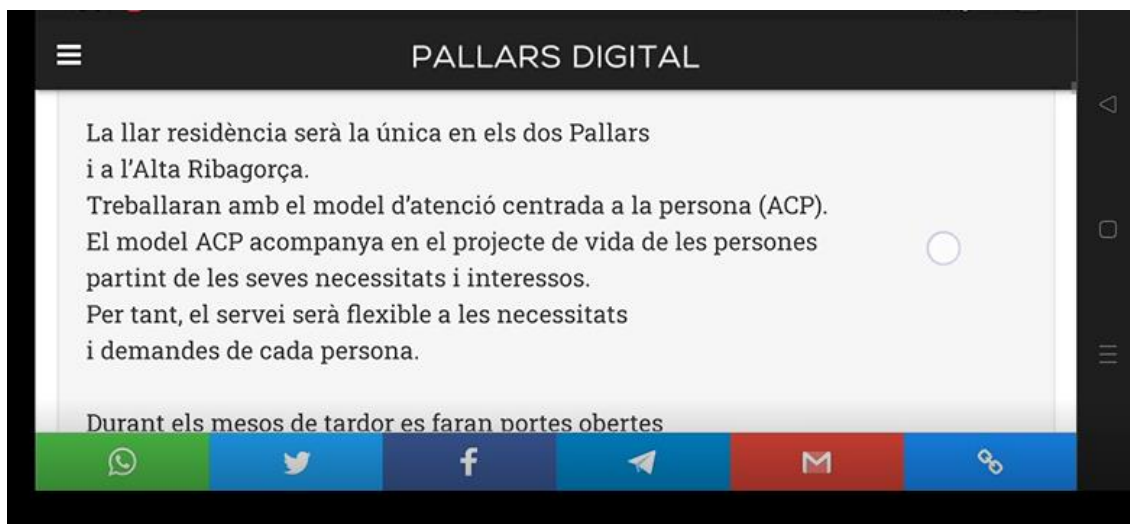 PALLARS DIGITAL
La llar residència serà la única en els dos Pallars
i a l'Alta Ribagorça.
Treballaran amb el model d'atenció centrada a la persona (ACP).
El model ACP acompanya en el projecte de vida de les persones
partint de les seves necessitats i interessos.
Per tant, el servei serà flexible a les necessitats
i demandes de cada persona.
Durant els mesos de tardor es faran portes obertes